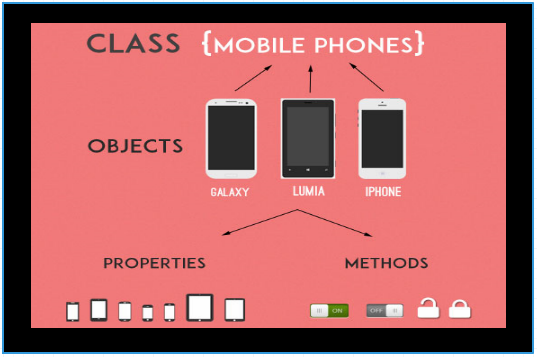 CLASS {MOBILE PHONES}
OBJECTS
GALAXY LUMIA IPHONE
PROPERTIES METHODS
ON OFF